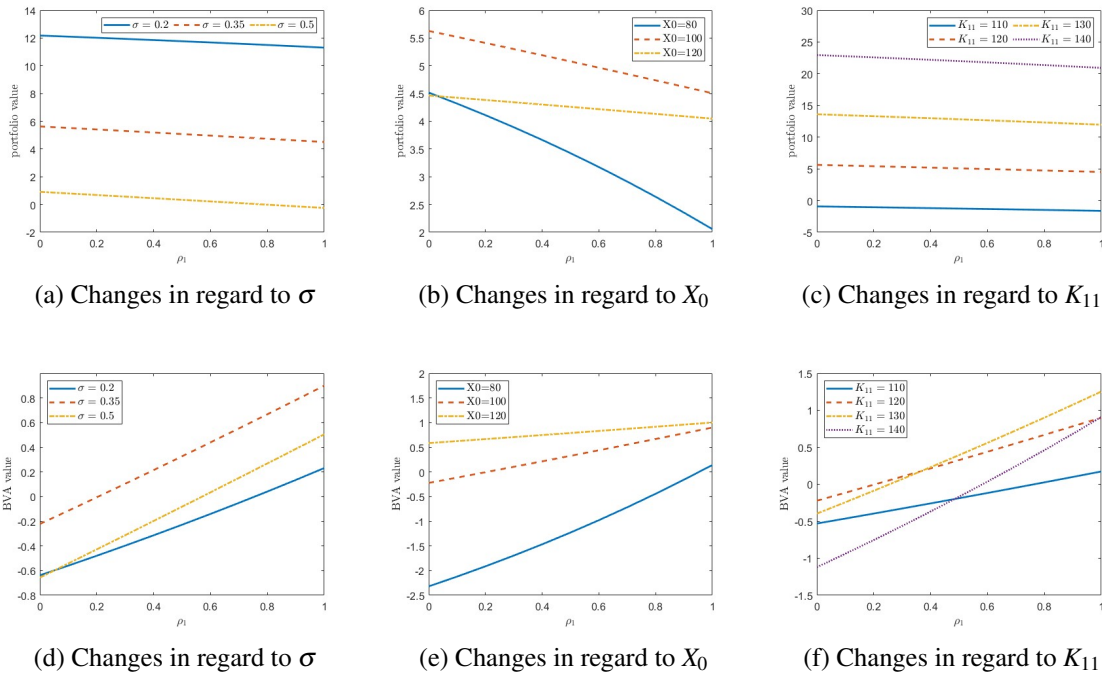 14
12
10
8
6
4
2
0
-2
0
0.2
0.4
0.6
0.8
1
portfolio value
ρ₁
σ = 0.2
σ = 0.35
σ = 0.5
(a) Changes in regard to σ
6
5.5
5
4.5
4
3.5
3
2.5
2
0
0.2
0.4
0.6
0.8
1
portfolio value
ρ₁
X0=80
X0=100
X0=120
(b) Changes in regard to X₀
30
25
20
15
10
5
0
-5
0
0.2
0.4
0.6
0.8
1
portfolio value
ρ₁
K₁₁ = 110
K₁₁ = 120
K₁₁ = 130
K₁₁ = 140
(c) Changes in regard to K₁₁
0.8
0.6
0.4
0.2
0
-0.2
-0.4
-0.6
-0.8
0
0.2
0.4
0.6
0.8
1
BVA value
ρ₁
σ = 0.2
σ = 0.35
σ = 0.5
(d) Changes in regard to σ
2
1.5
1
0.5
0
-0.5
-1
-1.5
-2
-2.5
0
0.2
0.4
0.6
0.8
1
BVA value
ρ₁
X0=80
X0=100
X0=120
(e) Changes in regard to X₀
1.5
1
0.5
0
-0.5
-1
-1.5
0
0.2
0.4
0.6
0.8
1
BVA value
ρ₁
K₁₁ = 110
K₁₁ = 120
K₁₁ = 130
K₁₁ = 140
(f) Changes in regard to K₁₁